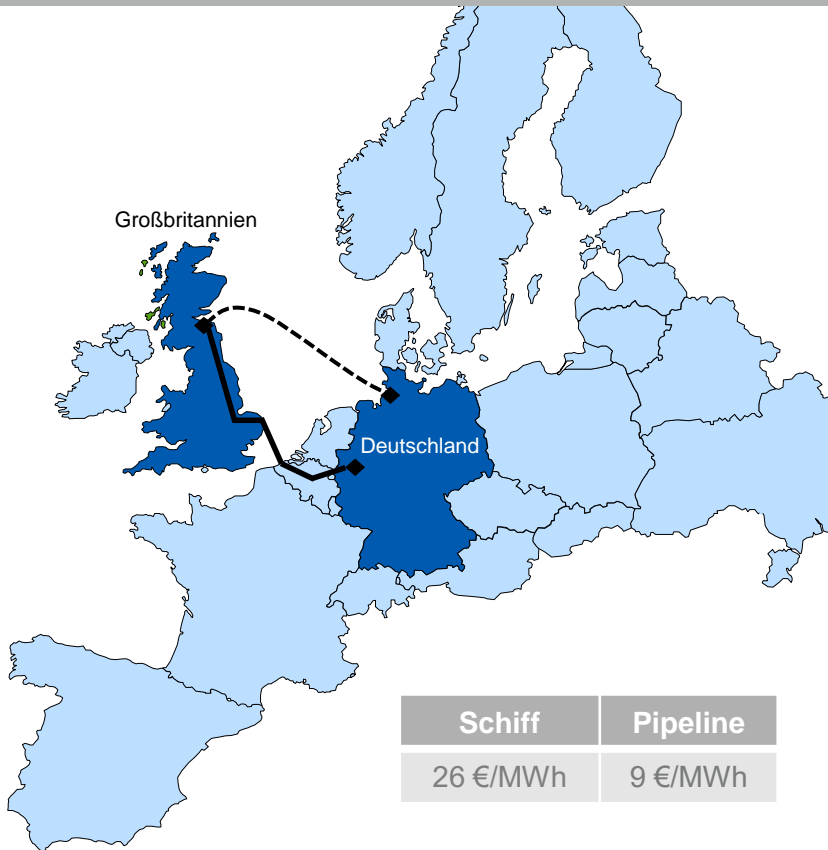 Großbritannien
Deutschland
Schiff Pipeline
26 €/MWh 9 €/MWh